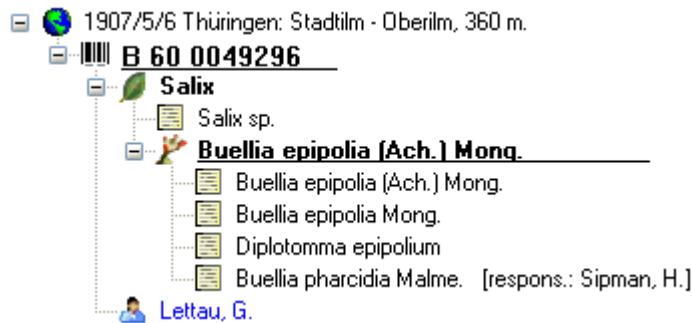 1907/5/6 Thüringen: Stadtilm - Oberilm, 360 m.
B 60 0049296
Salix
Salix sp.
Buellia epipolia (Ach.) Mong.
Buellia epipolia (Ach.) Mong.
Buellia epipolia Mong.
Diplotomma epipolium
Buellia pharcidia Malme. [respons.: Sipman, H.]
Lettau, G.